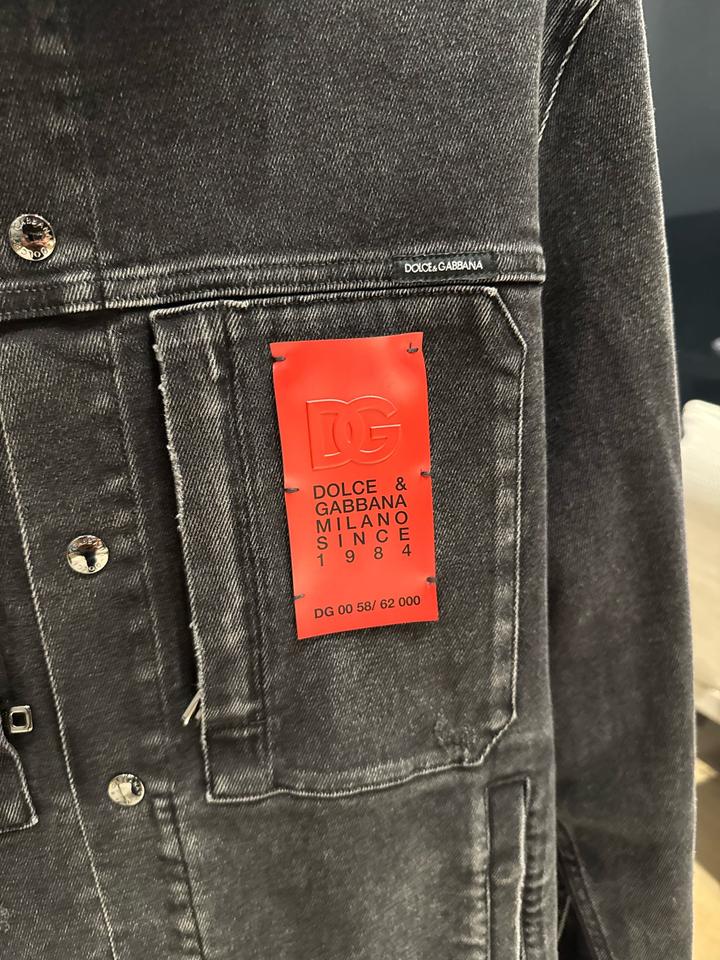 DOLCE & GABBANA
DG
DOLCE &
GABBANA
MILANO
SINCE
1984
DG 00 58/ 62 000